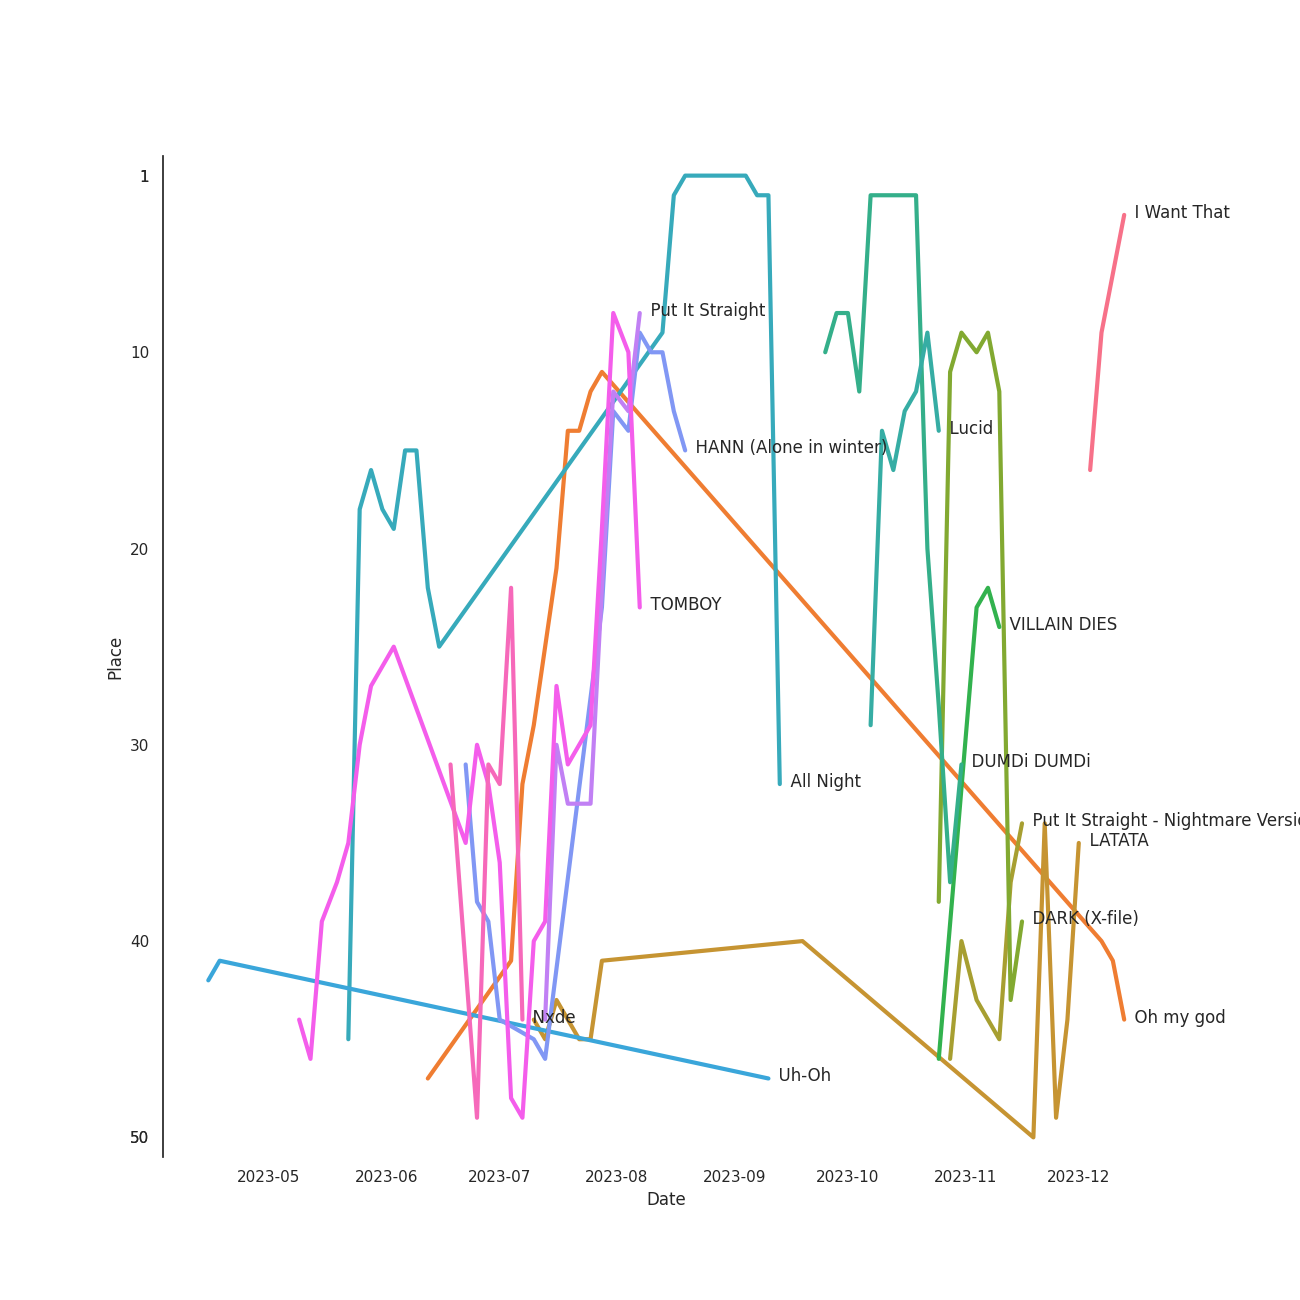 1
I Want That
Put It Straight
10
Lucid
HANN (Alone in winter)
20
TOMBOY
VILLAIN DIES
Place
30
DUMDi DUMDi
All Night
Put It Straight - Nightmare Versi
LATATA
40
DARK (X-file)
Nxde
Oh my god
Uh-Oh
50
2023-05
2023-06
2023-07
2023-08
2023-09
2023-10
2023-11
2023-12
Date